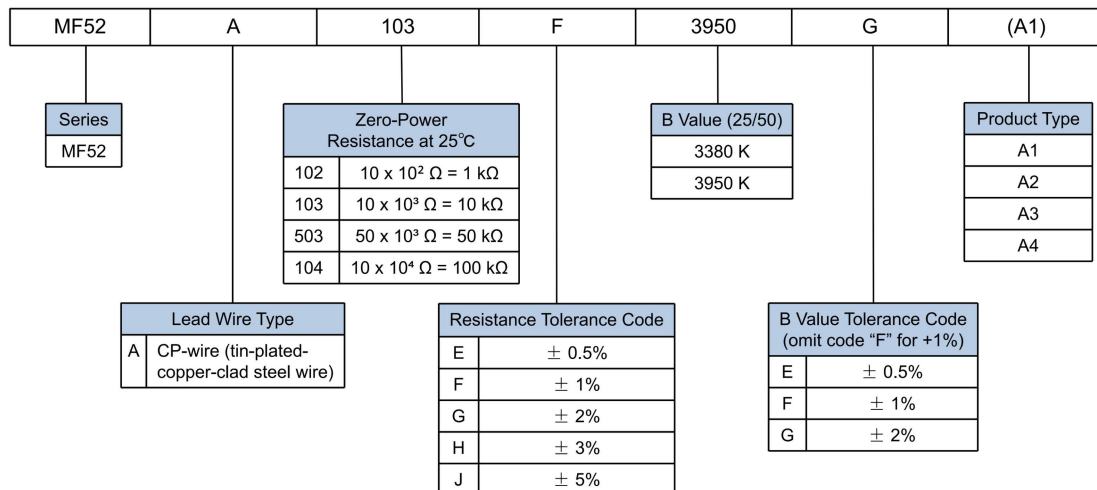 MF52 A 103 F 3950 G (A1)
Series
MF52
Zero-Power
Resistance at 25°C
102 10 x 10² Ω = 1 kΩ
103 10 x 10³ Ω = 10 kΩ
503 50 x 10³ Ω = 50 kΩ
104 10 x 10⁴ Ω = 100 kΩ
B Value (25/50)
3380 K
3950 K
Product Type
A1
A2
A3
A4
Lead Wire Type
A CP-wire (tin-plated-
copper-clad steel wire)
Resistance Tolerance Code
E ± 0.5%
F ± 1%
G ± 2%
H ± 3%
J ± 5%
B Value Tolerance Code
(omit code “F” for +1%)
E ± 0.5%
F ± 1%
G ± 2%